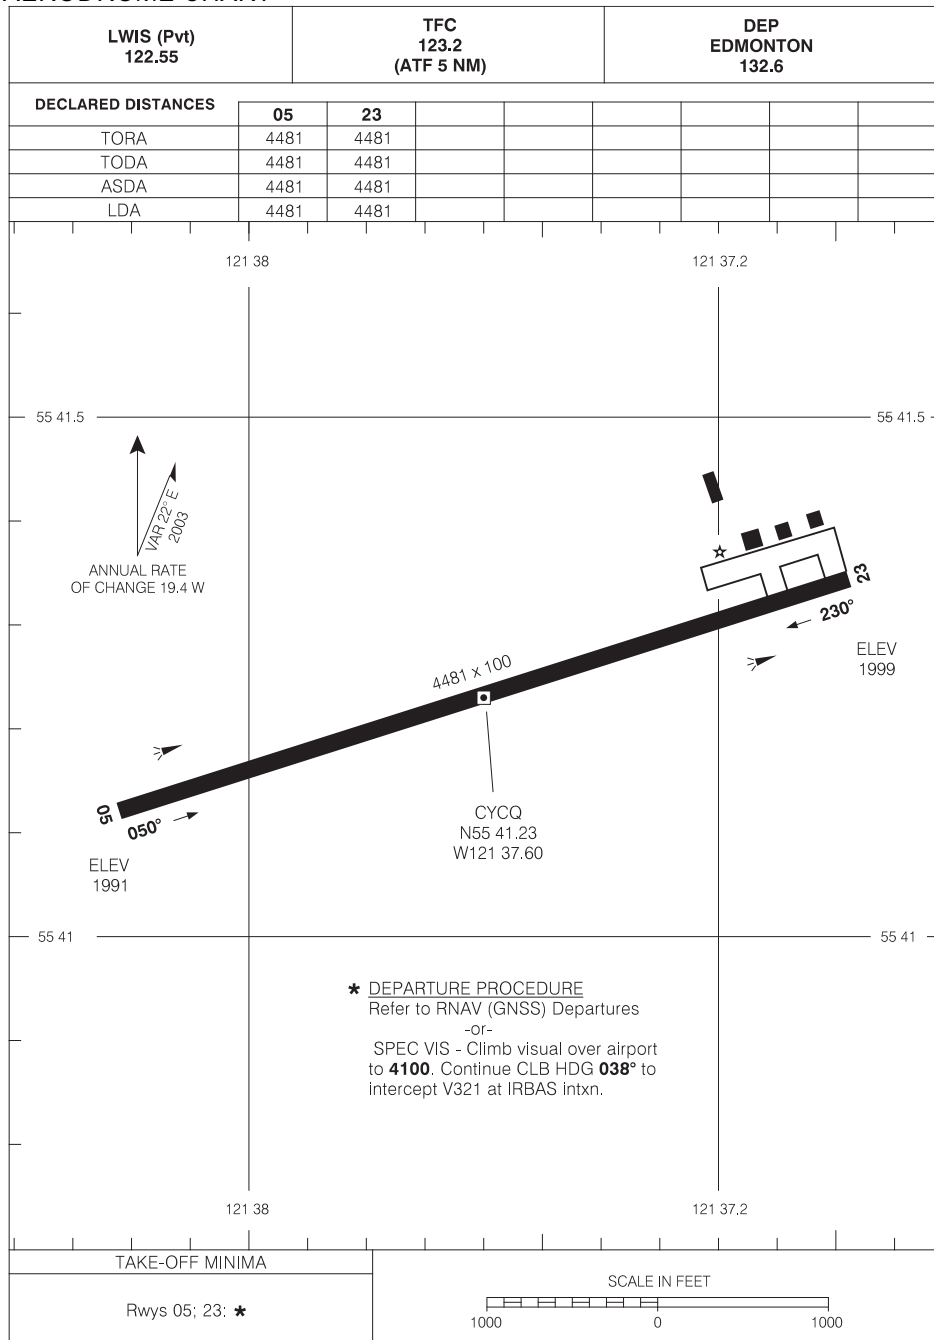 LWIS (Pvt)
122.55
TFC
123.2
(ATF 5 NM)
DEP
EDMONTON
132.6
DECLARED DISTANCES 05 23
TORA 4481 4481
TODA 4481 4481
ASDA 4481 4481
LDA 4481 4481
121 38 121 37.2
55 41.5 55 41.5
VAR 22° E
2003
ANNUAL RATE
OF CHANGE 19.4 W
23
230°
ELEV
1999
4481 x 100
05
050°
ELEV
1991
CYCQ
N55 41.23
W121 37.60
55 41 55 41
* DEPARTURE PROCEDURE
Refer to RNAV (GNSS) Departures
-or-
SPEC VIS - Climb visual over airport
to 4100. Continue CLB HDG 038° to
intercept V321 at IRBAS intxn.
121 38 121 37.2
TAKE-OFF MINIMA
Rwys 05; 23: *
SCALE IN FEET
1000 0 1000